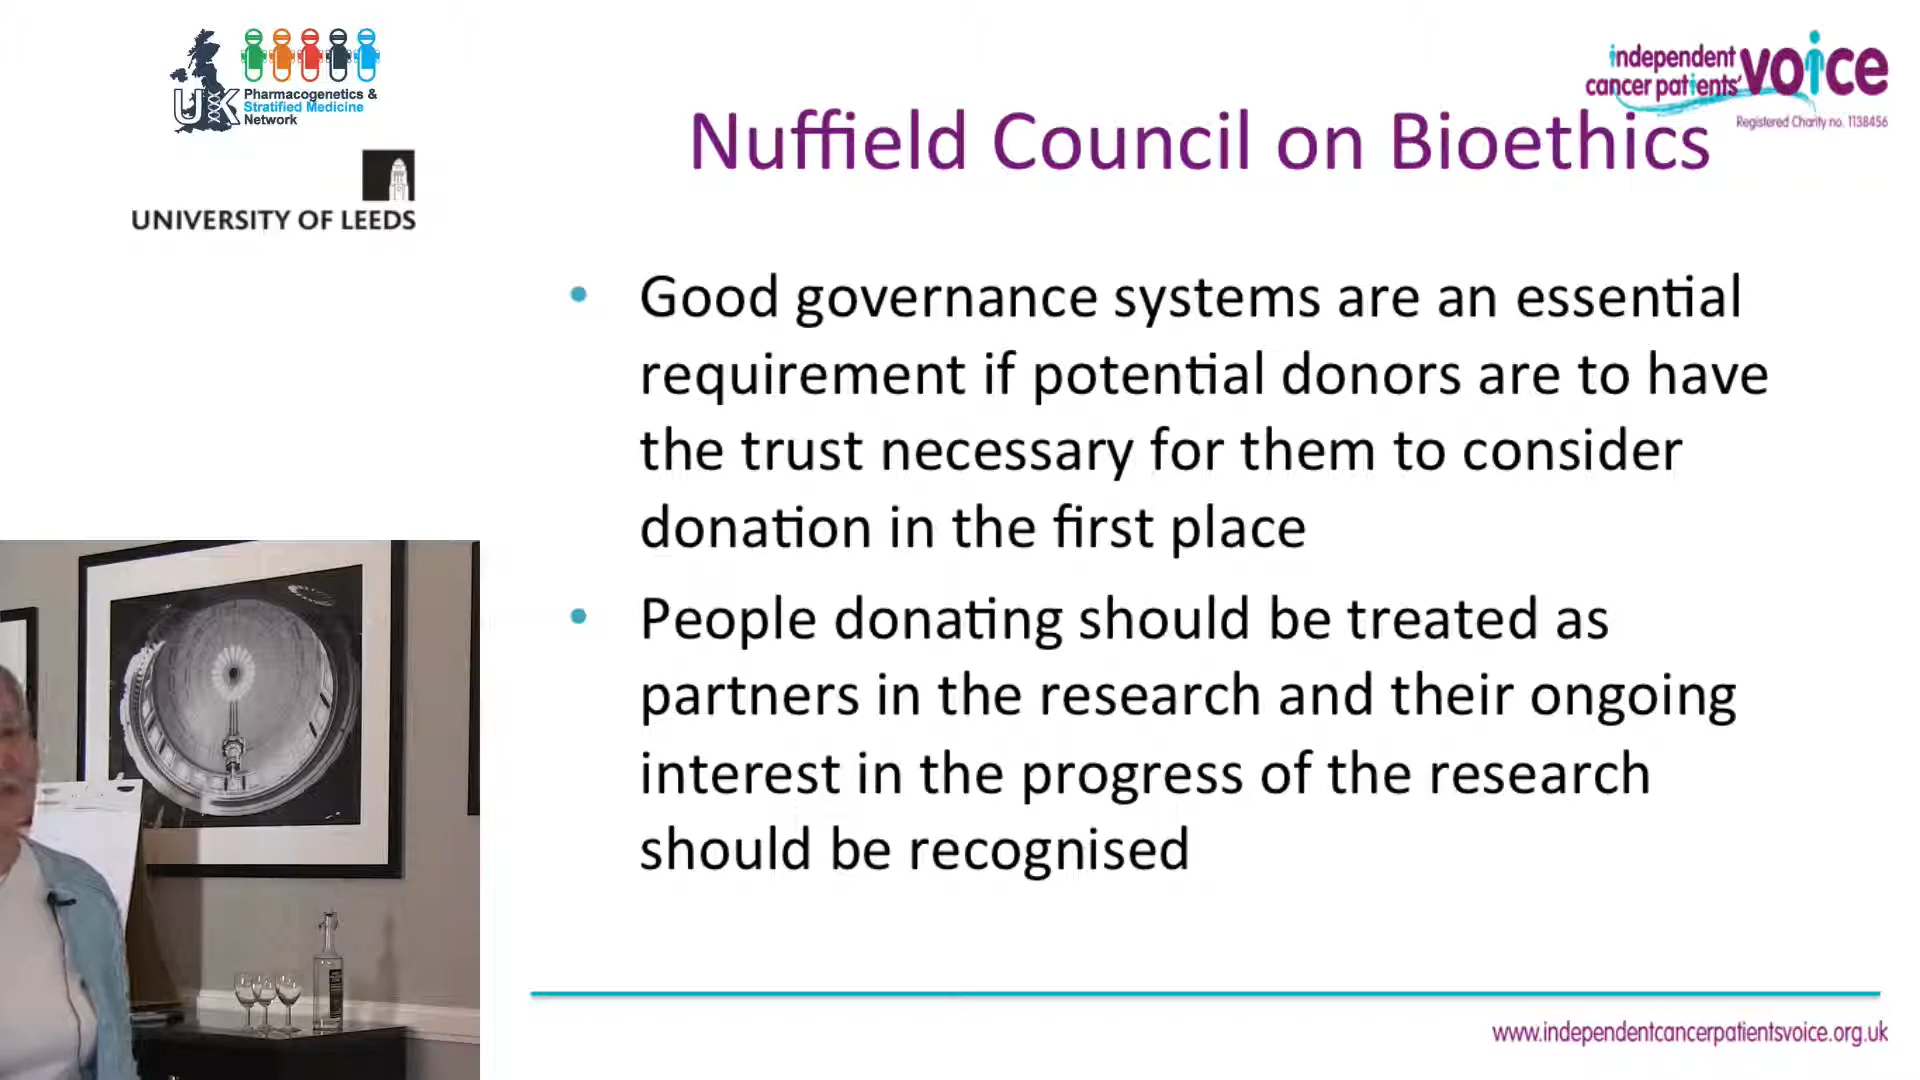 UK
Pharmacogenetics &
Stratified Medicine
Network
UNIVERSITY OF LEEDS
independent
cancer patients'
voice
Registered Charity no. 1138456
Nuffield Council on Bioethics
• Good governance systems are an essential
requirement if potential donors are to have
the trust necessary for them to consider
donation in the first place
• People donating should be treated as
partners in the research and their ongoing
interest in the progress of the research
should be recognised
www.independentcancerpatientsvoice.org.uk